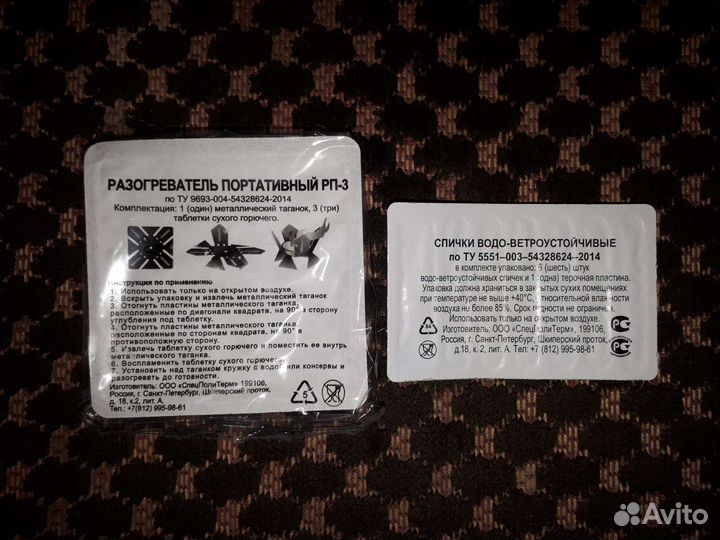 РАЗОГРЕВАТЕЛЬ ПОРТАТИВНЫЙ РП-3
по ТУ 9693-004-54328624-2014
Комплектация: 1 (один) металлический таганок, 3 (три)
таблетки сухого горючего.
Инструкция по применению
1. Использовать только на открытом воздухе.
2. Вскрыть упаковку и извлечь металлический таганок
3. Отогнуть пластины металлического таганка,
расположенные по диагонали квадрата, на 90° в сторону
углубления под таблетку.
4. Отогнуть пластины металлического таганка,
расположенные по сторонам квадрата, на 90° в
противоположную сторону.
5. Извлечь таблетку сухого горючего и поместить ее внутрь
металлического таганка.
6. Воспламенить таблетку сухого горючего.
7. Установить над таганком кружку с водой или консервы и
разогревать до готовности.
Изготовитель: ООО «СпецПолиТерм» 199106,
Россия, г. Санкт-Петербург, Шкиперский проток,
д. 18, к.2, лит. А.
Тел.: +7(812) 995-98-61
5
СПИЧКИ ВОДО-ВЕТРОУСТОЙЧИВЫЕ
по ТУ 5551–003–54328624–2014
в комплекте упаковано: 6 (шесть) штук
водо-ветроустойчивых спичек и 1 (одна) терочная пластина.
Упаковка должна храниться в закрытых сухих помещениях
при температуре не выше +40°С, относительной влажности
воздуха не более 85 %. Срок годности не ограничен.
Использовать только на открытом воздухе.
Изготовитель: ООО «СпецПолиТерм», 199106,
Россия, г. Санкт-Петербург, Шкиперский проток,
д.18, к.2, лит. А, тел.: +7 (812) 995-98-61
84
Avito